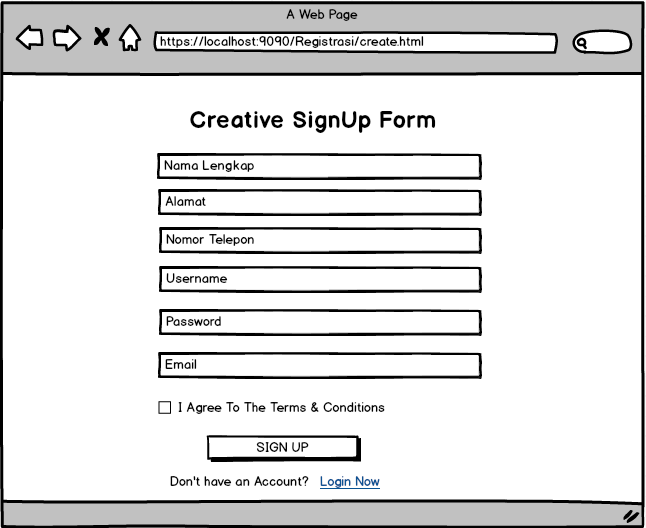 A Web Page
https://localhost:9090/Registrasi/create.html
Creative SignUp Form
Nama Lengkap
Alamat
Nomor Telepon
Username
Password
Email
I Agree To The Terms & Conditions
SIGN UP
Don't have an Account? Login Now